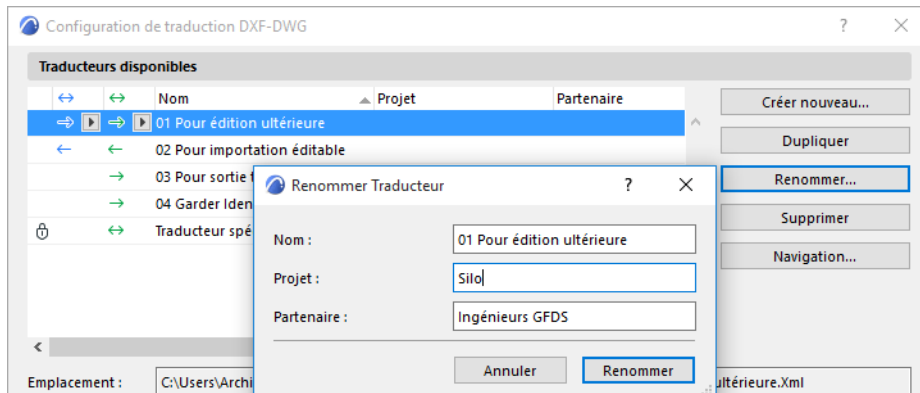 Configuration de traduction DXF-DWG
Traducteurs disponibles
Nom Projet Partenaire
01 Pour édition ultérieure
02 Pour importation éditable
03 Pour sortie
04 Garder Iden
Traducteur spé
Créer nouveau...
Dupliquer
Renommer...
Supprimer
Navigation...
Renommer Traducteur
Nom : 01 Pour édition ultérieure
Projet : Silo
Partenaire : Ingénieurs GFDS
Annuler Renommer
Emplacement : C:\Users\Archi ultérieure.Xml